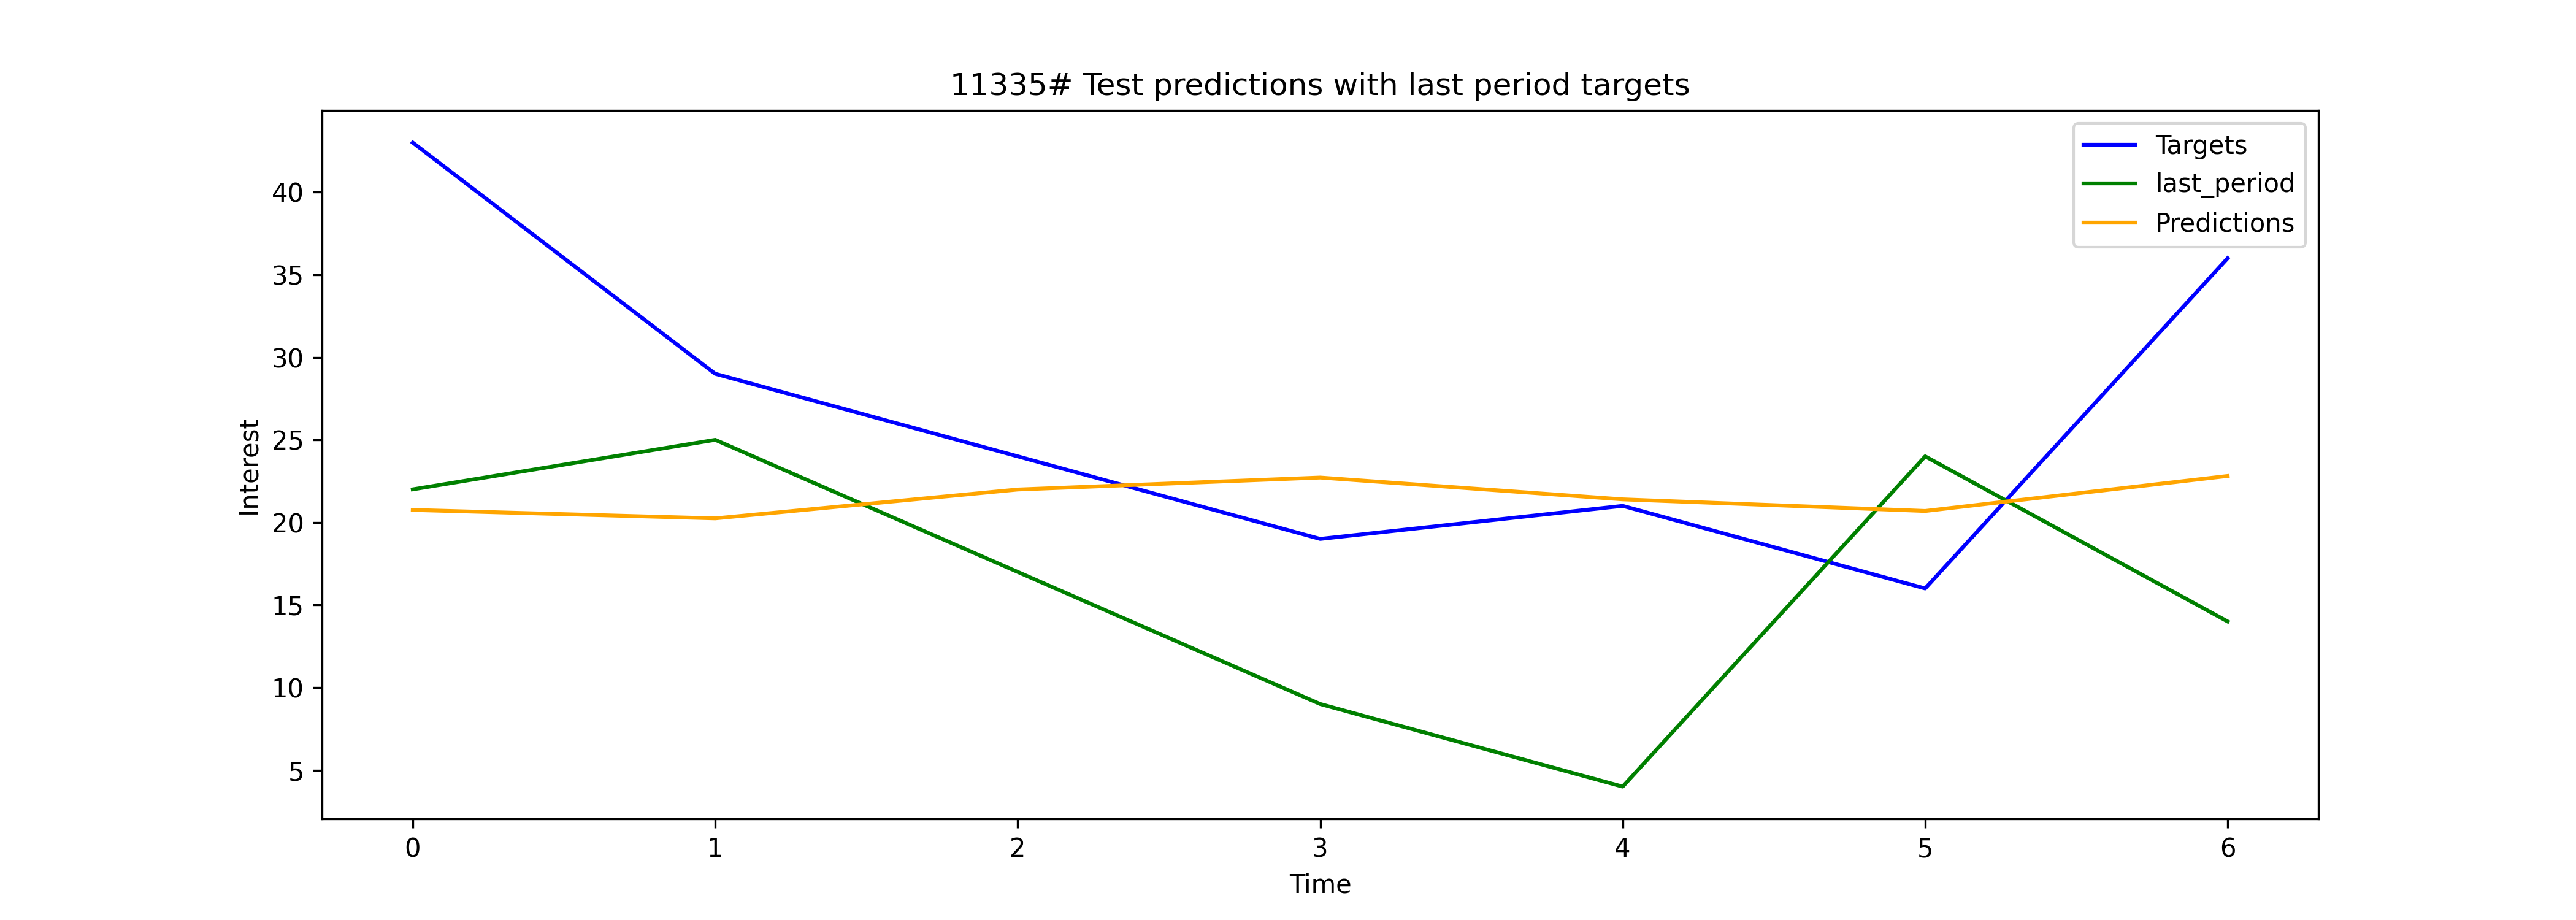 11335# Test predictions with last period targets
Targets
last_period
Predictions
Interest
40
35
30
25
20
15
10
5
0 1 2 3 4 5 6
Time